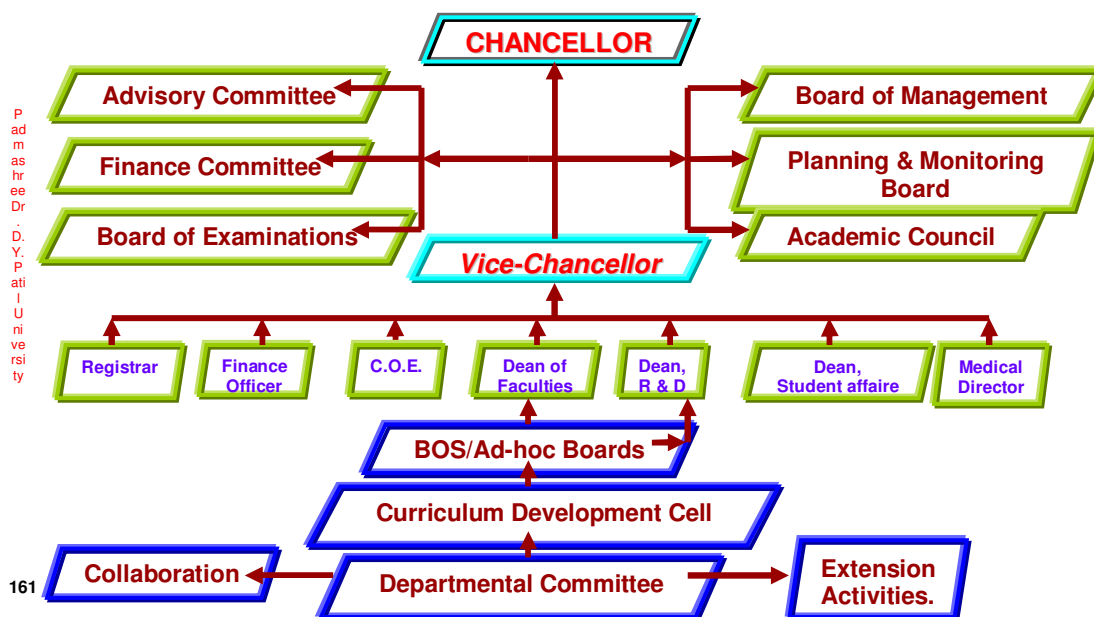 CHANCELLOR
Advisory Committee
Board of Management
P
ad
m
as
hr
ee
Dr
.
D.
Y.
P
ati
l
U
ni
ve
rsi
ty
Finance Committee
Planning & Monitoring
Board
Board of Examinations
Academic Council
Vice-Chancellor
Registrar
Finance
Officer
C.O.E.
Dean of
Faculties
Dean,
R & D
Dean,
Student affaire
Medical
Director
BOS/Ad-hoc Boards
Curriculum Development Cell
Collaboration
Departmental Committee
Extension
Activities.
161